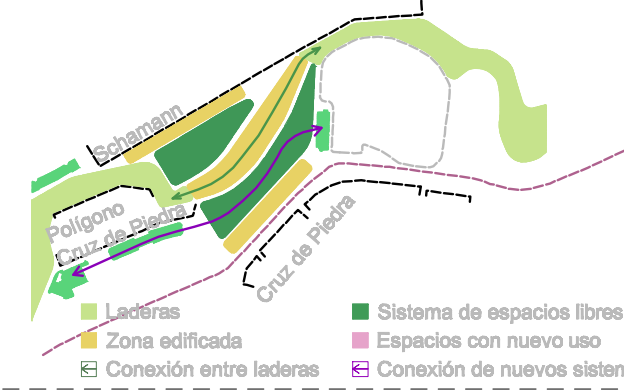 Schamann
Polígono
Cruz de Piedra
Cruz de Piedra
Laderas
Sistema de espacios libres
Zona edificada
Espacios con nuevo uso
Conexión entre laderas
Conexión de nuevos